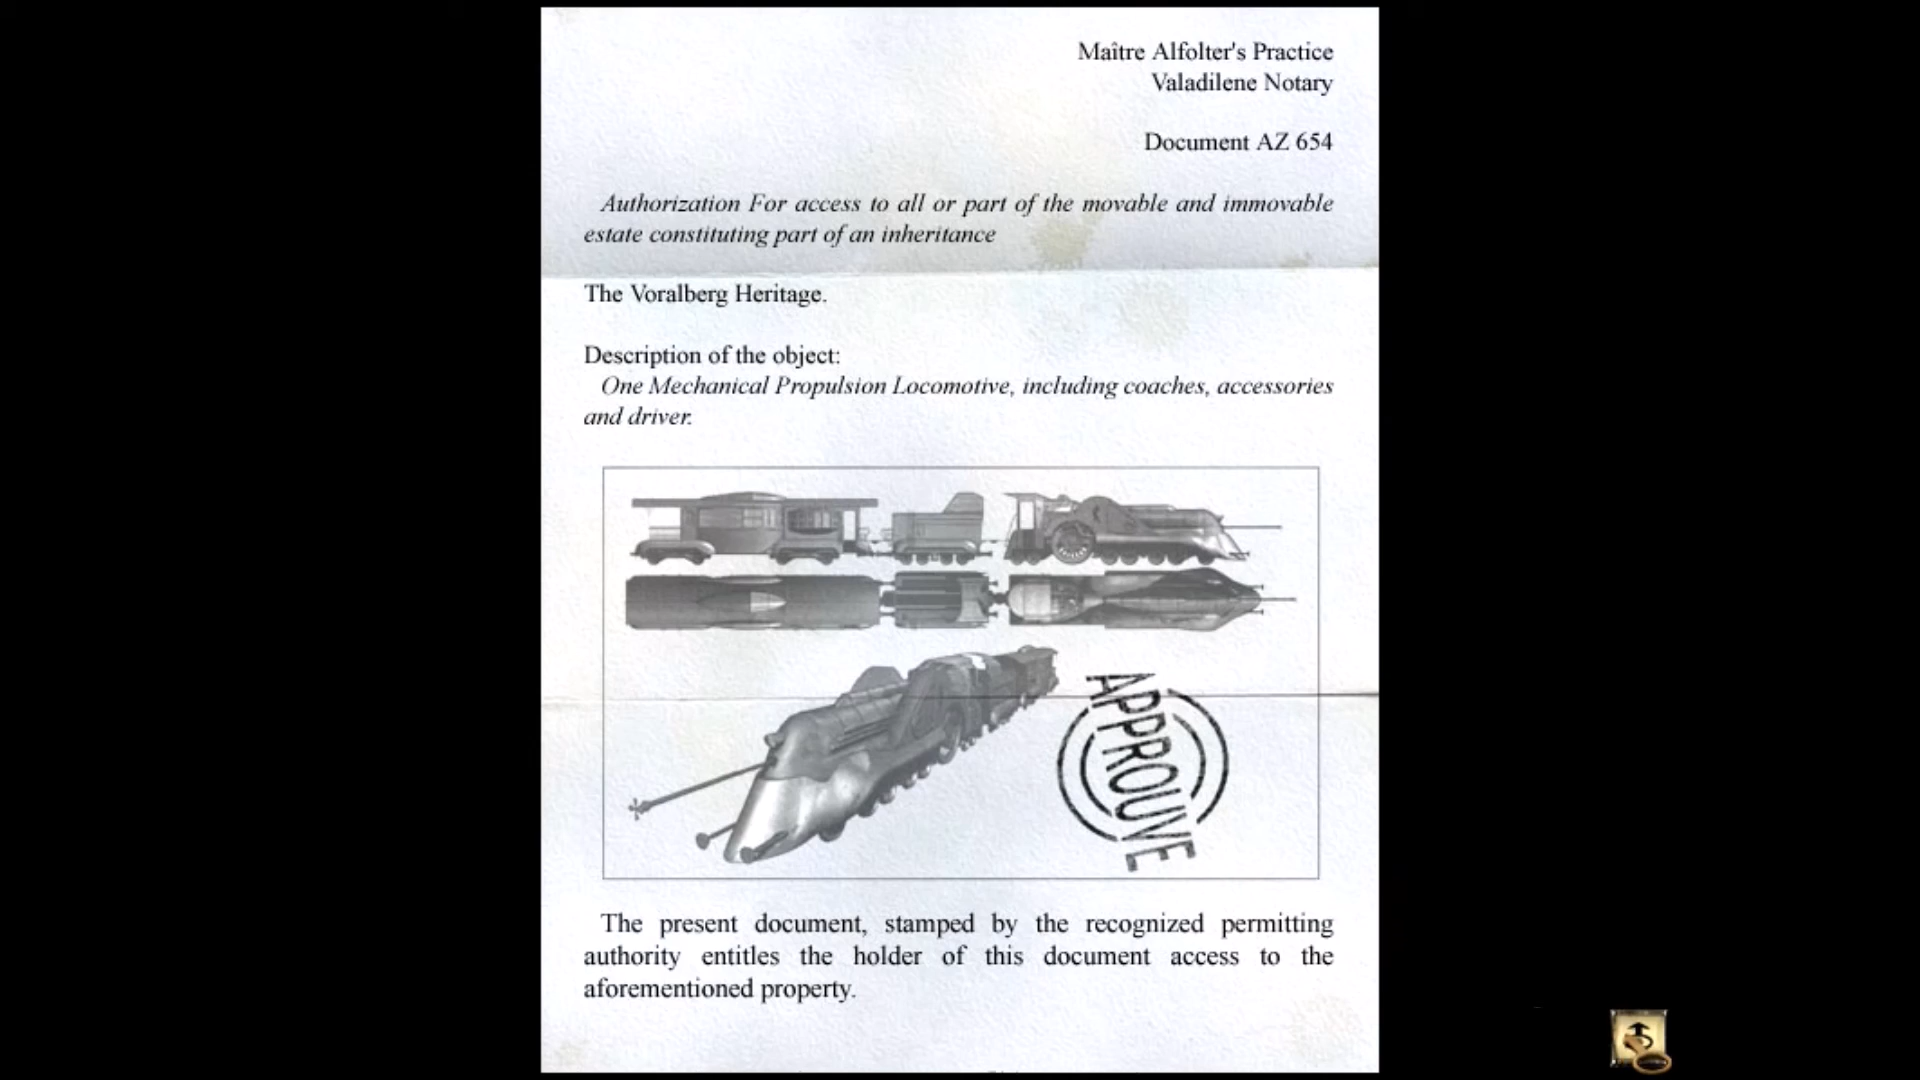 Maître Alfolter's Practice
Valadilene Notary
Document AZ 654
Authorization For access to all or part of the movable and immovable
estate constituting part of an inheritance
The Voralberg Heritage.
Description of the object:
One Mechanical Propulsion Locomotive, including coaches, accessories
and driver.
APPROUVE
The present document, stamped by the recognized permitting
authority entitles the holder of this document access to the
aforementioned property.